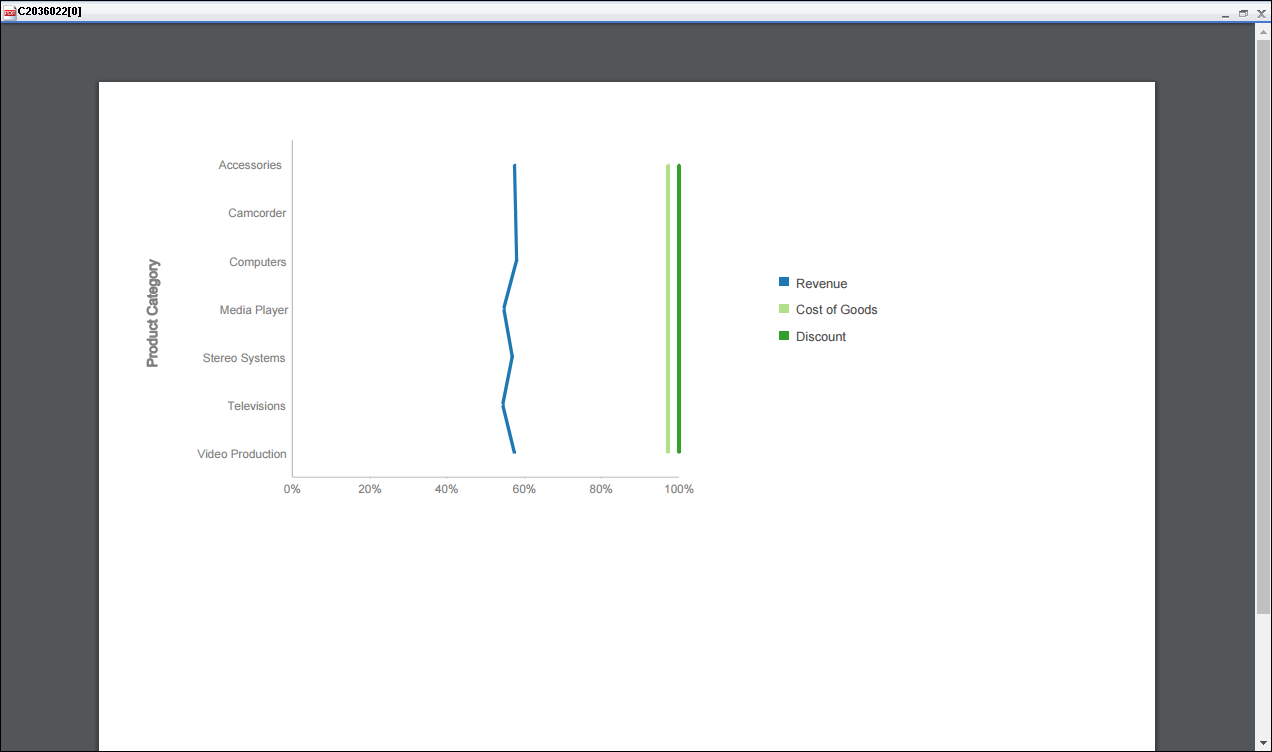 C2036022[0]
Product Category
Accessories
Camcorder
Computers
Media Player
Stereo Systems
Televisions
Video Production
0% 20% 40% 60% 80% 100%
Revenue
Cost of Goods
Discount